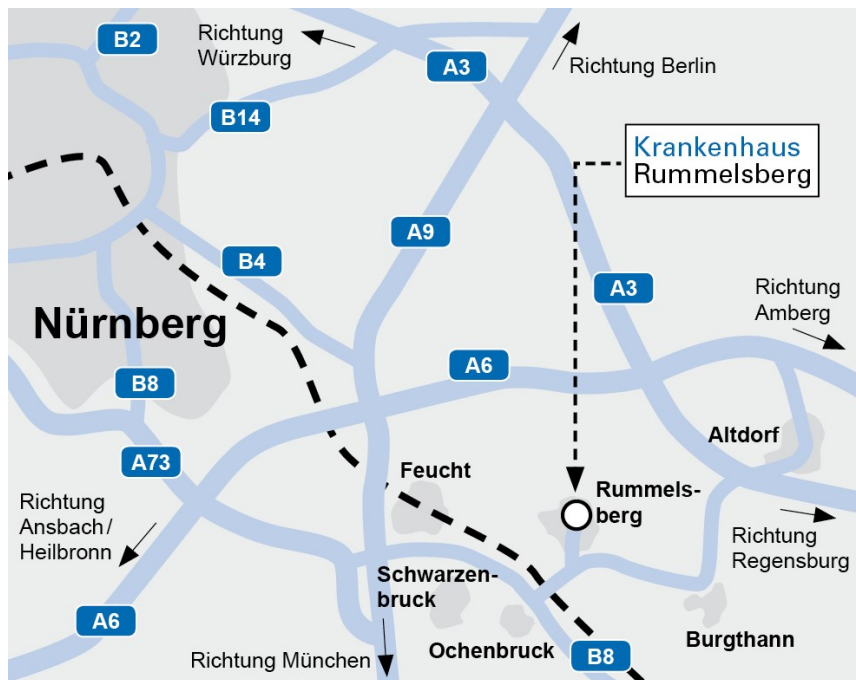 B2
Richtung
Würzburg
A3
Richtung Berlin
B14
Krankenhaus
Rummelsberg
A9
B4
A3
Richtung
Amberg
Nürnberg
A6
B8
Altdorf
A73
Feucht
Rummels-
berg
Richtung
Ansbach/
Heilbronn
Richtung
Regensburg
Schwarzen-
bruck
A6
Ochenbruck
Burgthann
B8
Richtung München